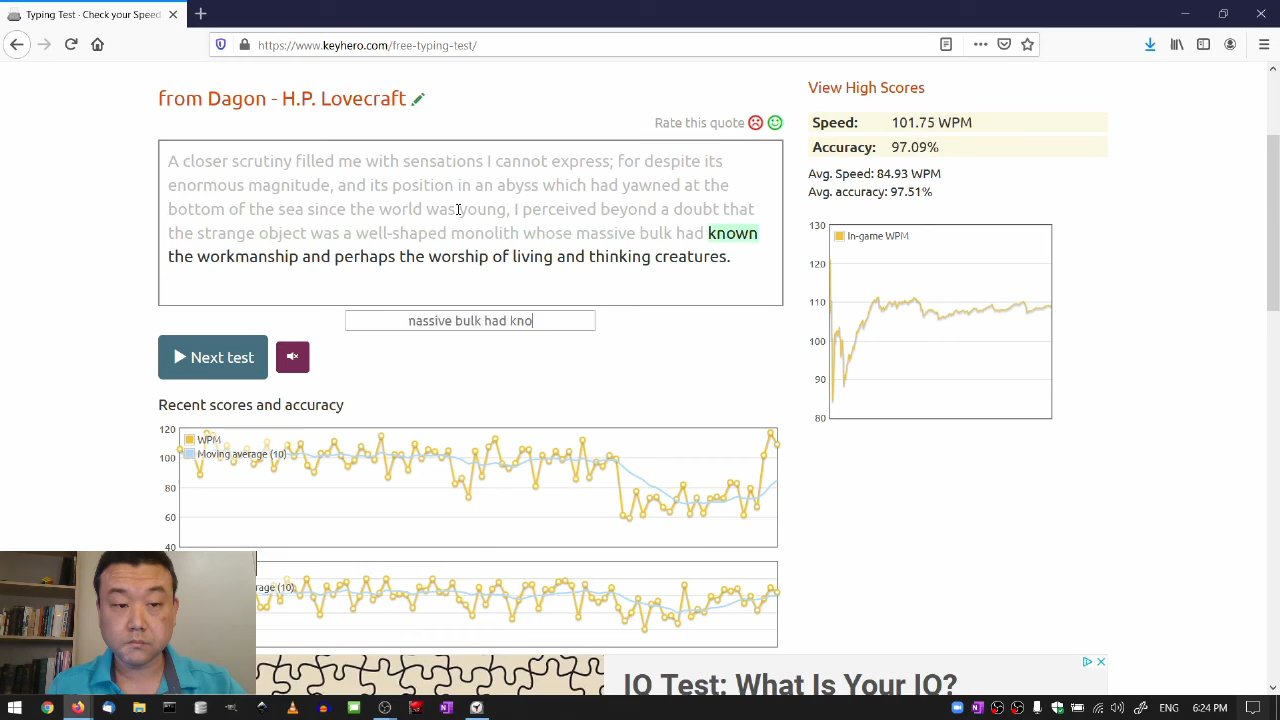 Typing Test - Check your Speed
https://www.keyhero.com/free-typing-test/
from Dagon - H.P. Lovecraft
Rate this quote
A closer scrutiny filled me with sensations I cannot express; for despite its
enormous magnitude, and its position in an abyss which had yawned at the
bottom of the sea since the world was young, I perceived beyond a doubt that
the strange object was a well-shaped monolith whose massive bulk had known
the workmanship and perhaps the worship of living and thinking creatures.
nassive bulk had kno
Next test
Recent scores and accuracy
120
100
80
60
40
WPM
Moving average (10)
rage (10)
View High Scores
Speed: 101.75 WPM
Accuracy: 97.09%
Avg. Speed: 84.93 WPM
Avg. accuracy: 97.51%
130
120
110
100
90
80
In-game WPM
IQ Test: What Is Your IQ?
6:24 PM